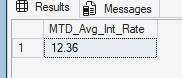 Results Messages
MTD_Avg_Int_Rate
1 12.36